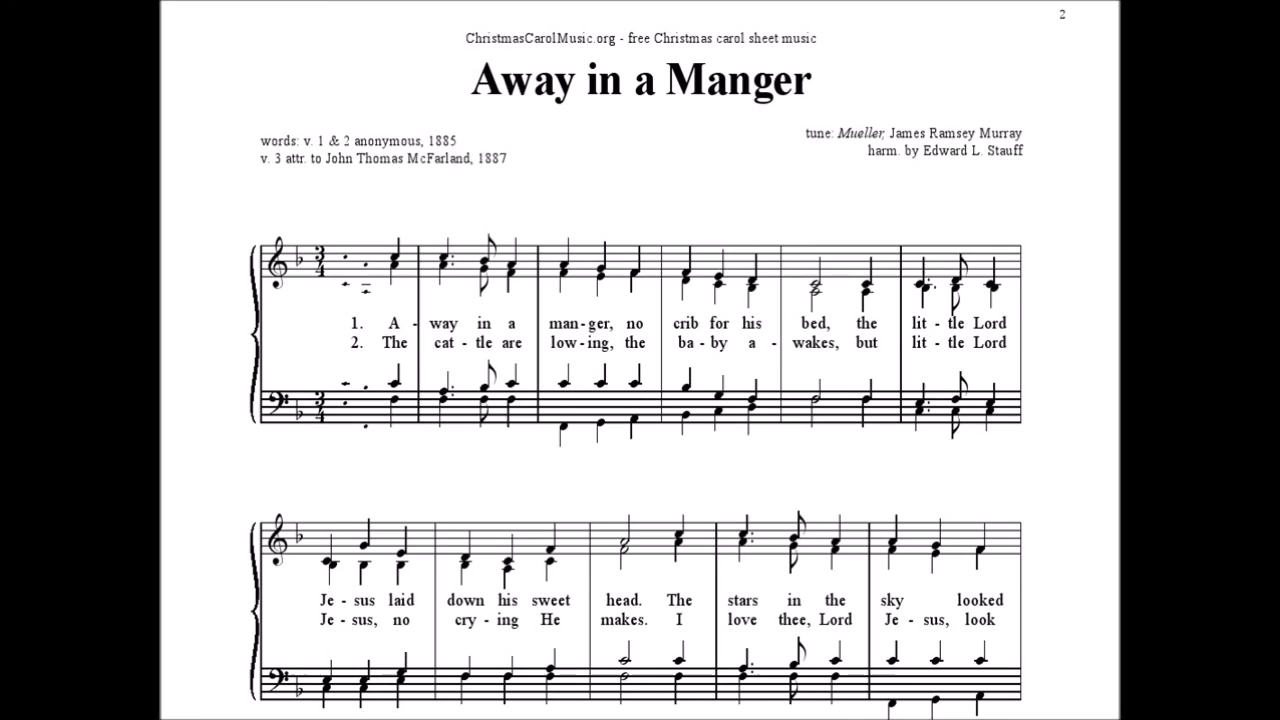 2
ChristmasCarolMusic.org - free Christmas carol sheet music
Away in a Manger
words: v. 1 & 2 anonymous, 1885
v. 3 attr. to John Thomas McFarland, 1887
tune: Mueller, James Ramsey Murray
harm. by Edward L. Stauff
3
4
1. A - way in a man - ger, no crib for his bed, the lit - tle Lord
2. The cat - tle are low - ing, the ba - by a - wakes, but lit - tle Lord
3
4
Je - sus laid down his sweet head. The stars in the sky looked
Je - sus, no cry - ing He makes. I love thee, Lord Je - sus, look